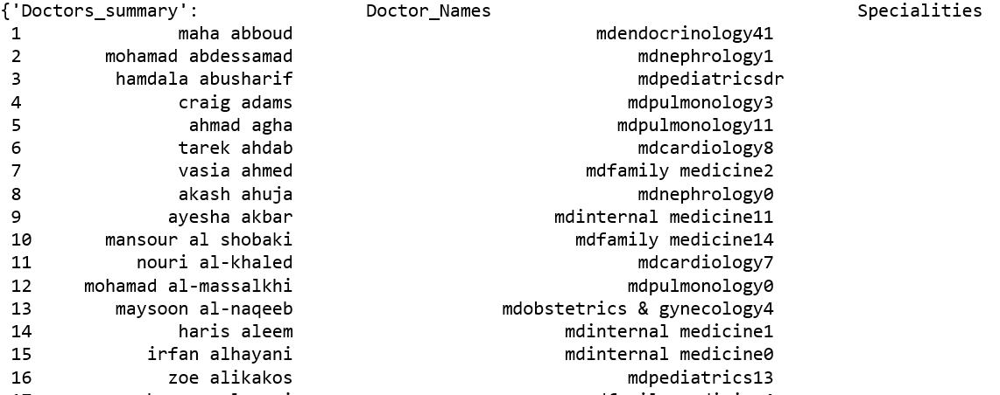 {'Doctors_summary': Doctor_Names Specialities
1 maha abboud mdendocrinology41
2 mohamad abdessamad mdnephrology1
3 hamdala abusharif mdpediatricsdr
4 craig adams mdpulmonology3
5 ahmad agha mdpulmonology11
6 tarek ahdab mdcardiology8
7 vasia ahmed mdfamily medicine2
8 akash ahuja mdnephrology0
9 ayesha akbar mdinternal medicine11
10 mansour al shobaki mdfamily medicine14
11 nouri al-khaled mdcardiology7
12 mohamad al-massalkhi mdpulmonology0
13 maysoon al-naqeeb mdobstetrics & gynecology4
14 haris aleem mdinternal medicine1
15 irfan alhayani mdinternal medicine0
16 zoe alikakos mdpediatrics13